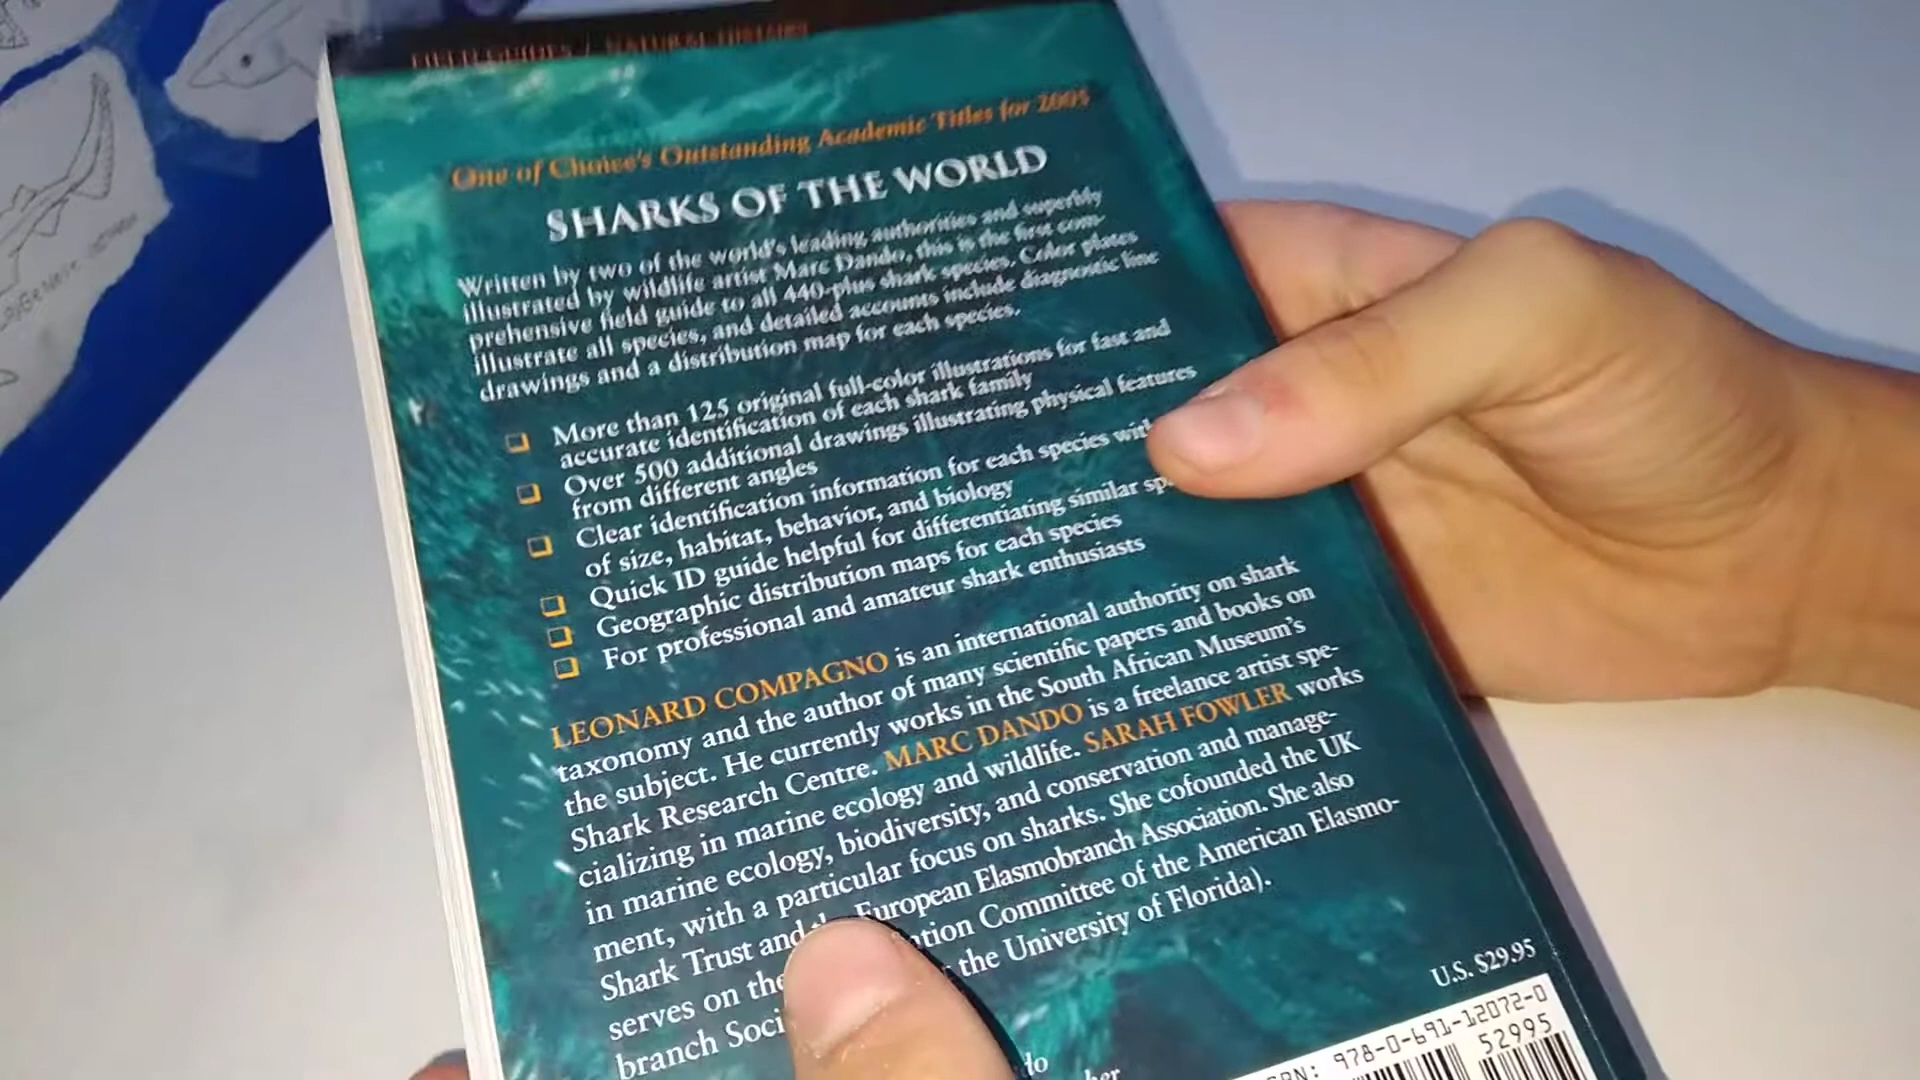 FIELD GUIDES / NATURAL HISTORY
One of Choice's Outstanding Academic Titles for 2005
SHARKS OF THE WORLD
Written by two of the world's leading authorities and superbly
illustrated by wildlife artist Marc Dando, this is the first com-
prehensive field guide to all 440-plus shark species. Color plates
illustrate all species, and detailed accounts include diagnostic line
drawings and a distribution map for each species.
❑ More than 125 original full-color illustrations for fast and
accurate identification of each shark family
❑ Over 500 additional drawings illustrating physical features
from different angles
❑ Clear identification information for each species with
of size, habitat, behavior, and biology
❑ Quick ID guide helpful for differentiating similar sp
❑ Geographic distribution maps for each species
❑ For professional and amateur shark enthusiasts
LEONARD COMPAGNO is an international authority on shark
taxonomy and the author of many scientific papers and books on
the subject. He currently works in the South African Museum's
Shark Research Centre. MARC DANDO is a freelance artist spe-
cializing in marine ecology and wildlife. SARAH FOWLER works
in marine ecology, biodiversity, and conservation and manage-
ment, with a particular focus on sharks. She cofounded the UK
Shark Trust and the European Elasmobranch Association. She also
serves on the ation Committee of the American Elasmo-
branch Soci the University of Florida).
U.S. $29.95
ISBN: 978-0-691-12072-0
52995